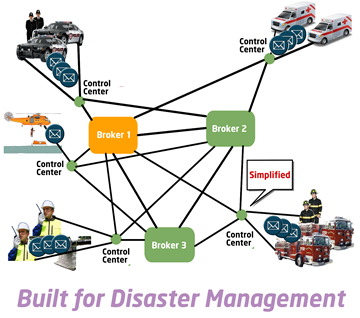 Control
Center
Control
Center
Broker 1
Broker 2
Control
Center
Simplified
Control
Center
Control
Center
Broker 3
Built for Disaster Management